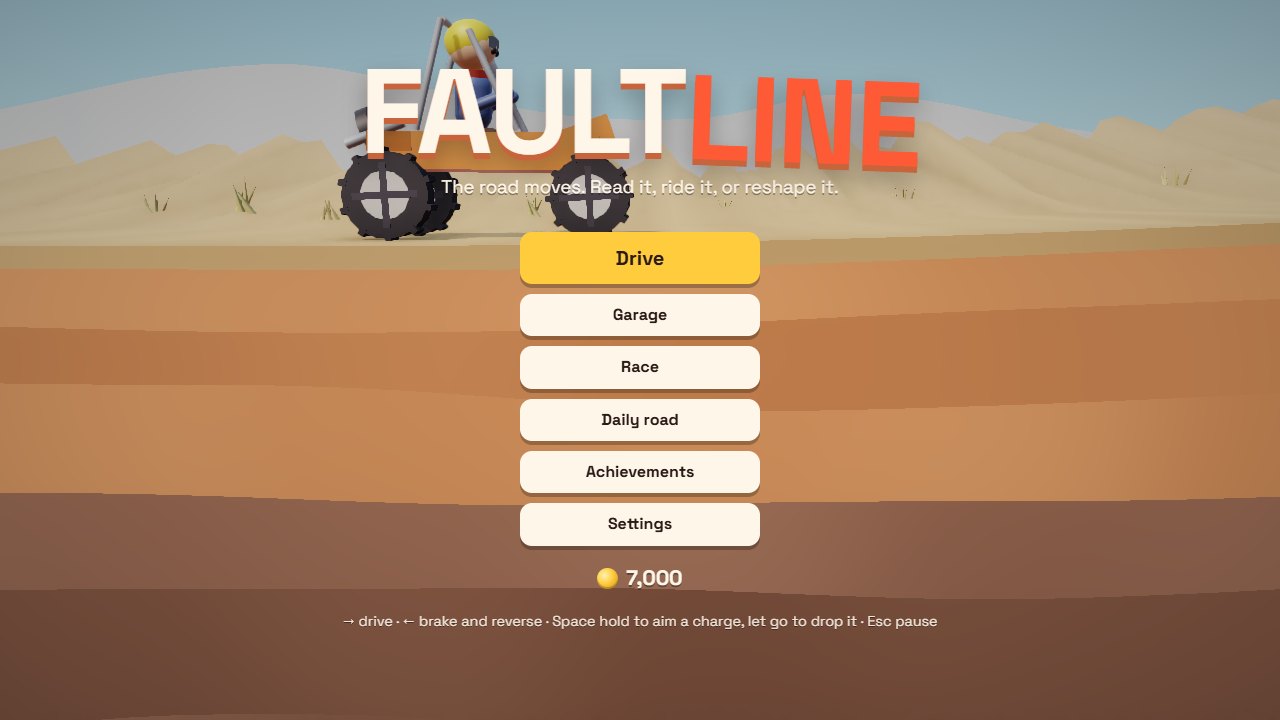 FAULTLINE
The road moves. Read it, ride it, or reshape it.
Drive
Garage
Race
Daily road
Achievements
Settings
7,000
→ drive · ← brake and reverse · Space hold to aim a charge, let go to drop it · Esc pause